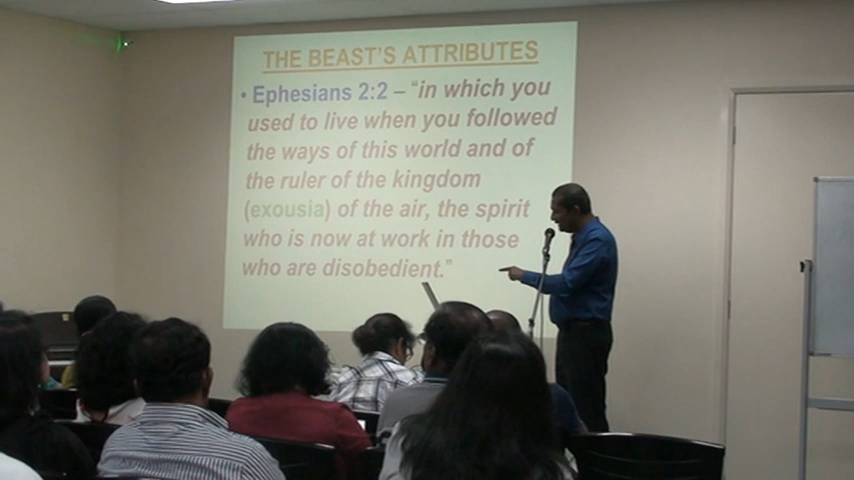 THE BEAST'S ATTRIBUTES
• Ephesians 2:2 – "in which you
used to live when you followed
the ways of this world and of
the ruler of the kingdom
(exousia) of the air, the spirit
who is now at work in those
who are disobedient."